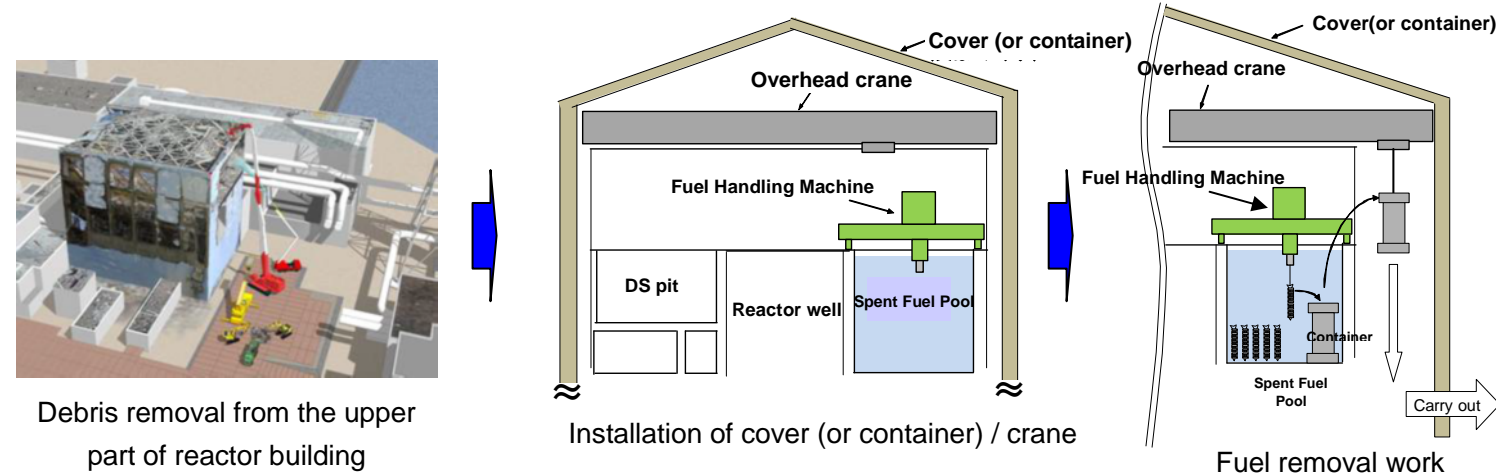 Debris removal from the upper
part of reactor building
Cover (or container)
Overhead crane
Fuel Handling Machine
DS pit
Reactor well
Spent Fuel Pool
Installation of cover (or container) / crane
Cover(or container)
Overhead crane
Fuel Handling Machine
Container
Spent Fuel
Pool
Carry out
Fuel removal work